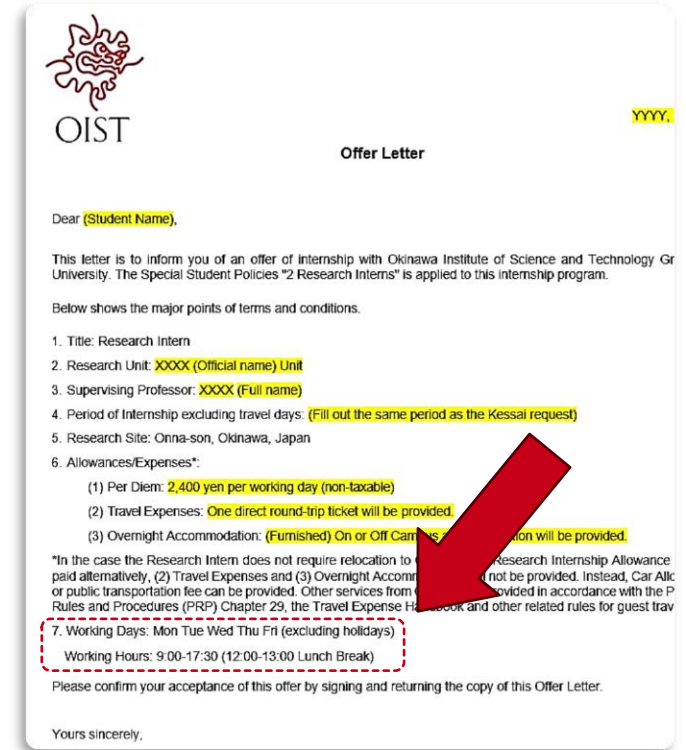 OIST
YYYY,
Offer Letter
Dear (Student Name),
This letter is to inform you of an offer of internship with Okinawa Institute of Science and Technology Gr
University. The Special Student Policies "2 Research Interns" is applied to this internship program.
Below shows the major points of terms and conditions.
1. Title: Research Intern
2. Research Unit: XXXX (Official name) Unit
3. Supervising Professor: XXXX (Full name)
4. Period of Internship excluding travel days: (Fill out the same period as the Kessai request)
5. Research Site: Onna-son, Okinawa, Japan
6. Allowances/Expenses*:
(1) Per Diem: 2,400 yen per working day (non-taxable)
(2) Travel Expenses: One direct round-trip ticket will be provided.
(3) Overnight Accommodation: (Furnished) On or Off Campus will be provided.
*In the case the Research Intern does not require relocation to Research Internship Allowance
paid alternatively, (2) Travel Expenses and (3) Overnight not be provided. Instead, Car
or public transportation fee can be provided. Other services from in accordance with the P
Rules and Procedures (PRP) Chapter 29, the Travel Expense and other related rules for guest trav
7. Working Days: Mon Tue Wed Thu Fri (excluding holidays)
Working Hours: 9:00-17:30 (12:00-13:00 Lunch Break)
Please confirm your acceptance of this offer by signing and returning the copy of this Offer Letter.
Yours sincerely,